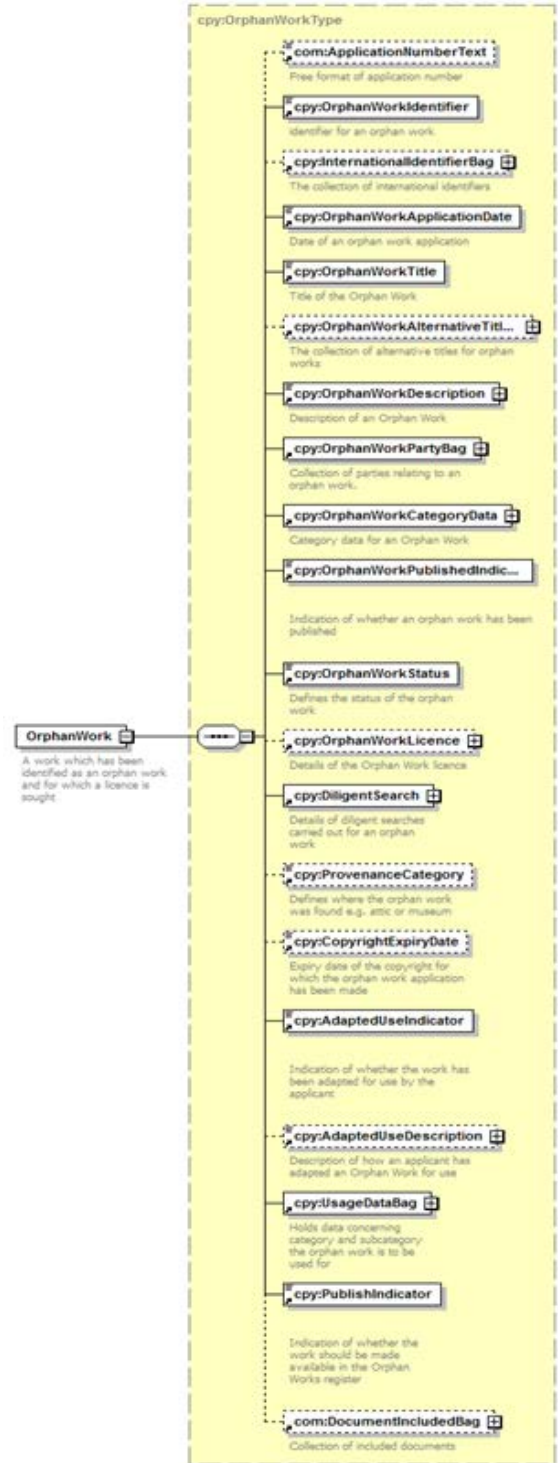 cpy:OrphanWorkType
com:ApplicationNumberText
Free format of application number
cpy:OrphanWorkIdentifier
identifier for an orphan work
cpy:InternationalIdentifierBag
The collection of international identifiers
cpy:OrphanWorkApplicationDate
Date of an orphan work application
cpy:OrphanWorkTitle
Title of the Orphan Work
cpy:OrphanWorkAlternativeTitl...
The collection of alternative titles for orphan
works
cpy:OrphanWorkDescription
Description of an Orphan Work
cpy:OrphanWorkPartyBag
Collection of parties relating to an
orphan work.
cpy:OrphanWorkCategoryData
Category data for an Orphan Work
cpy:OrphanWorkPublishedIndic...
Indication of whether an orphan work has been
published
cpy:OrphanWorkStatus
Defines the status of the orphan
work
OrphanWork
A work which has been
identified as an orphan work
and for which a licence is
sought
cpy:OrphanWorkLicence
Details of the Orphan Work licence
cpy:DiligentSearch
Details of diligent searches
carried out for an orphan
work
cpy:ProvenanceCategory
Defines where the orphan work
was found e.g. attic or museum
cpy:CopyrightExpiryDate
Expiry date of the copyright for
which the orphan work application
has been made
cpy:AdaptedUseIndicator
Indication of whether the work has
been adapted for use by the
applicant
cpy:AdaptedUseDescription
Description of how an applicant has
adapted an Orphan Work for use
cpy:UsageDataBag
Holds data concerning
category and subcategory
the orphan work is to be
used for
cpy:PublishIndicator
Indication of whether the
work should be made
available in the Orphan
Works register
com:DocumentIncludedBag
Collection of included documents